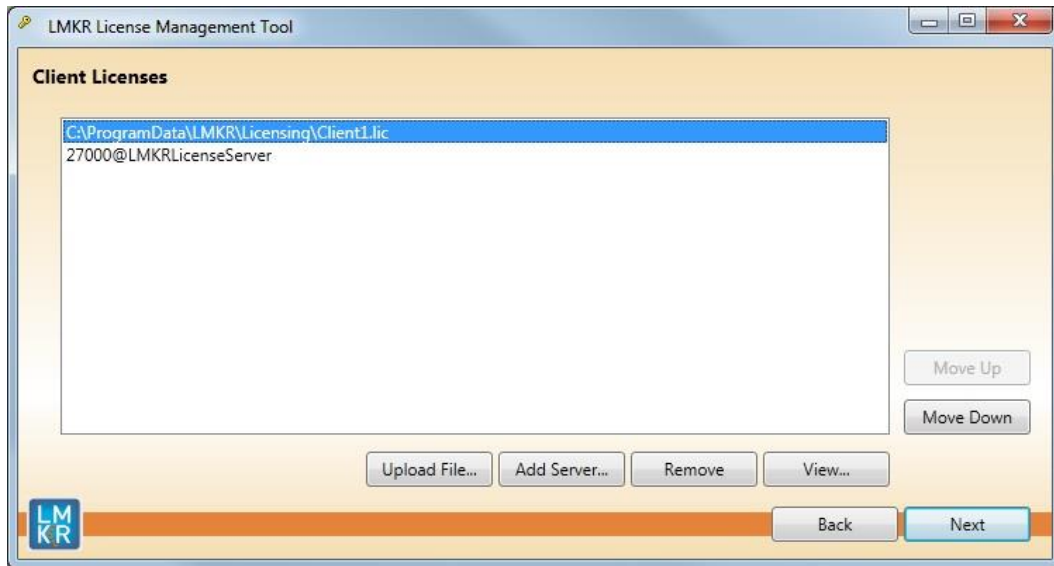 LMKR License Management Tool
Client Licenses
C:\ProgramData\LMKR\Licensing\Client1.lic
27000@LMKRLicenseServer
Move Up
Move Down
Upload File...
Add Server...
Remove
View...
LM
KR
Back
Next